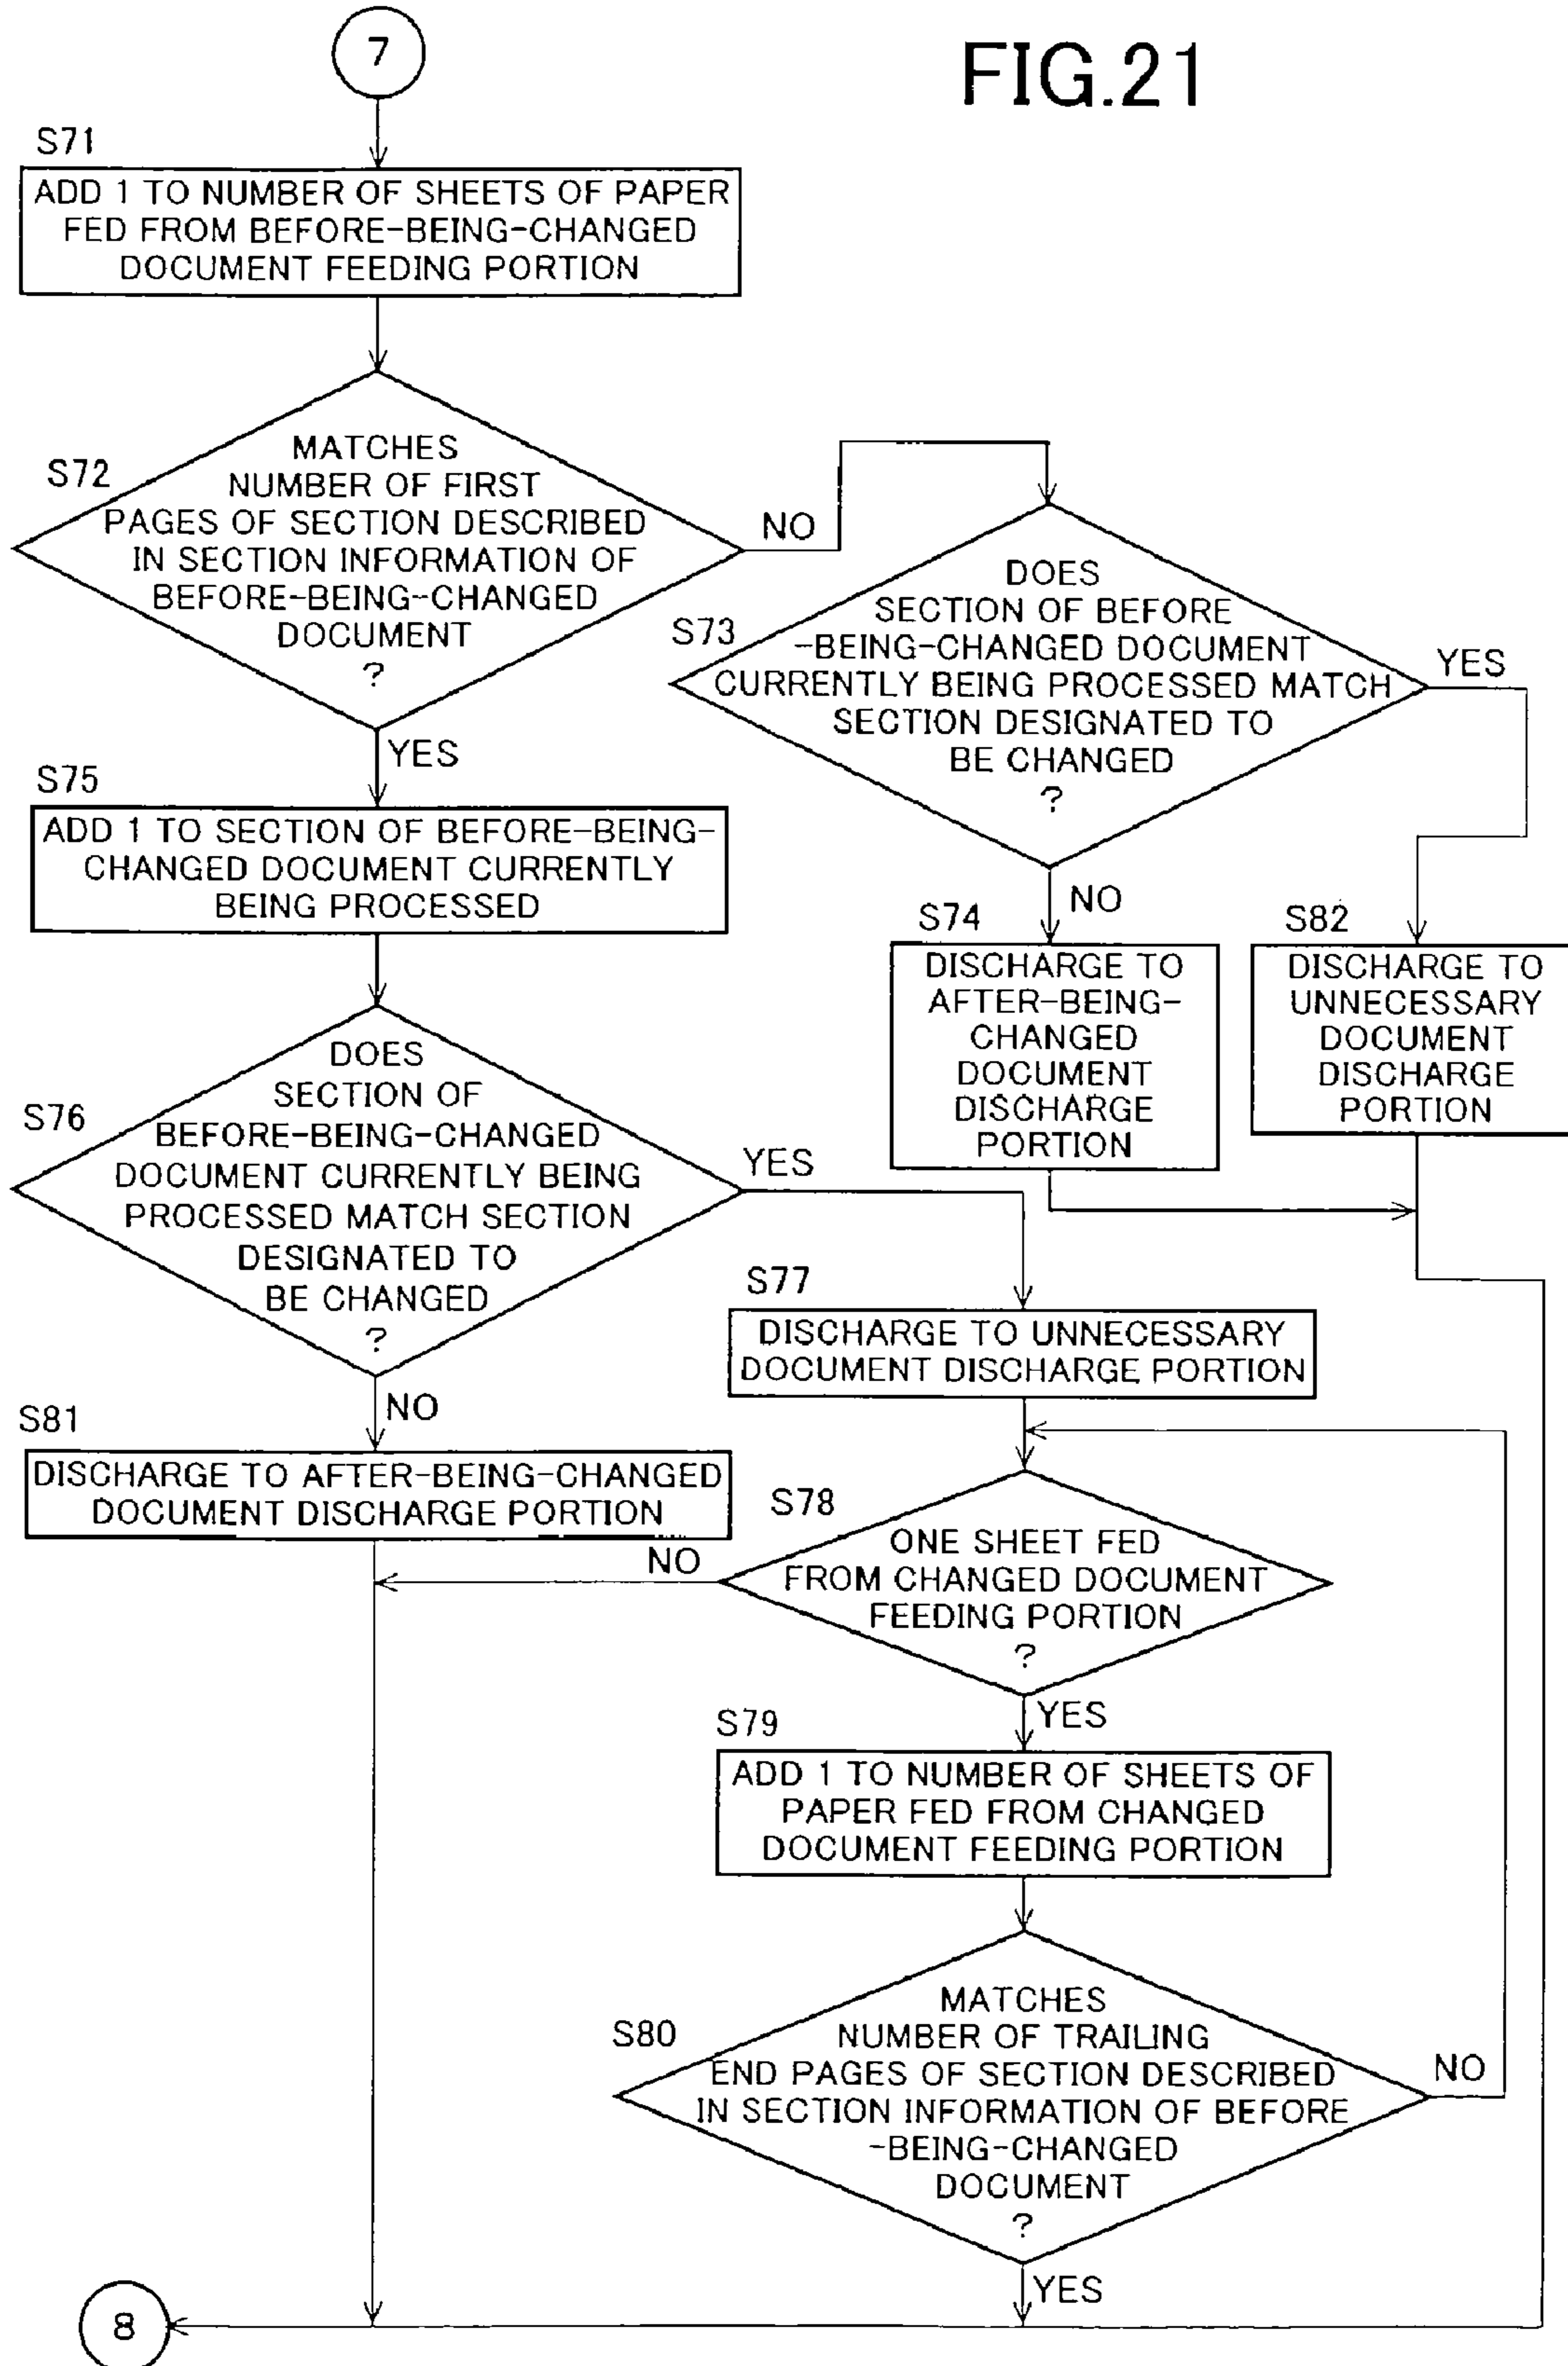 7
FIG.21
S71
ADD 1 TO NUMBER OF SHEETS OF PAPER
FED FROM BEFORE-BEING-CHANGED
DOCUMENT FEEDING PORTION
S72
MATCHES
NUMBER OF FIRST
PAGES OF SECTION DESCRIBED
IN SECTION INFORMATION OF
BEFORE-BEING-CHANGED
DOCUMENT
?
NO
YES
S73
DOES
SECTION OF BEFORE
-BEING-CHANGED DOCUMENT
CURRENTLY BEING PROCESSED MATCH
SECTION DESIGNATED TO
BE CHANGED
?
YES
NO
S75
ADD 1 TO SECTION OF BEFORE-BEING-
CHANGED DOCUMENT CURRENTLY
BEING PROCESSED
S74
DISCHARGE TO
AFTER-BEING-
CHANGED
DOCUMENT
DISCHARGE
PORTION
S82
DISCHARGE TO
UNNECESSARY
DOCUMENT
DISCHARGE
PORTION
S76
DOES
SECTION OF
BEFORE-BEING-CHANGED
DOCUMENT CURRENTLY BEING
PROCESSED MATCH SECTION
DESIGNATED TO
BE CHANGED
?
YES
NO
S77
DISCHARGE TO UNNECESSARY
DOCUMENT DISCHARGE PORTION
S81
DISCHARGE TO AFTER-BEING-CHANGED
DOCUMENT DISCHARGE PORTION
S78
ONE SHEET FED
FROM CHANGED DOCUMENT
FEEDING PORTION
?
NO
YES
S79
ADD 1 TO NUMBER OF SHEETS OF
PAPER FED FROM CHANGED
DOCUMENT FEEDING PORTION
S80
MATCHES
NUMBER OF TRAILING
END PAGES OF SECTION DESCRIBED
IN SECTION INFORMATION OF BEFORE
-BEING-CHANGED
DOCUMENT
?
NO
YES
8